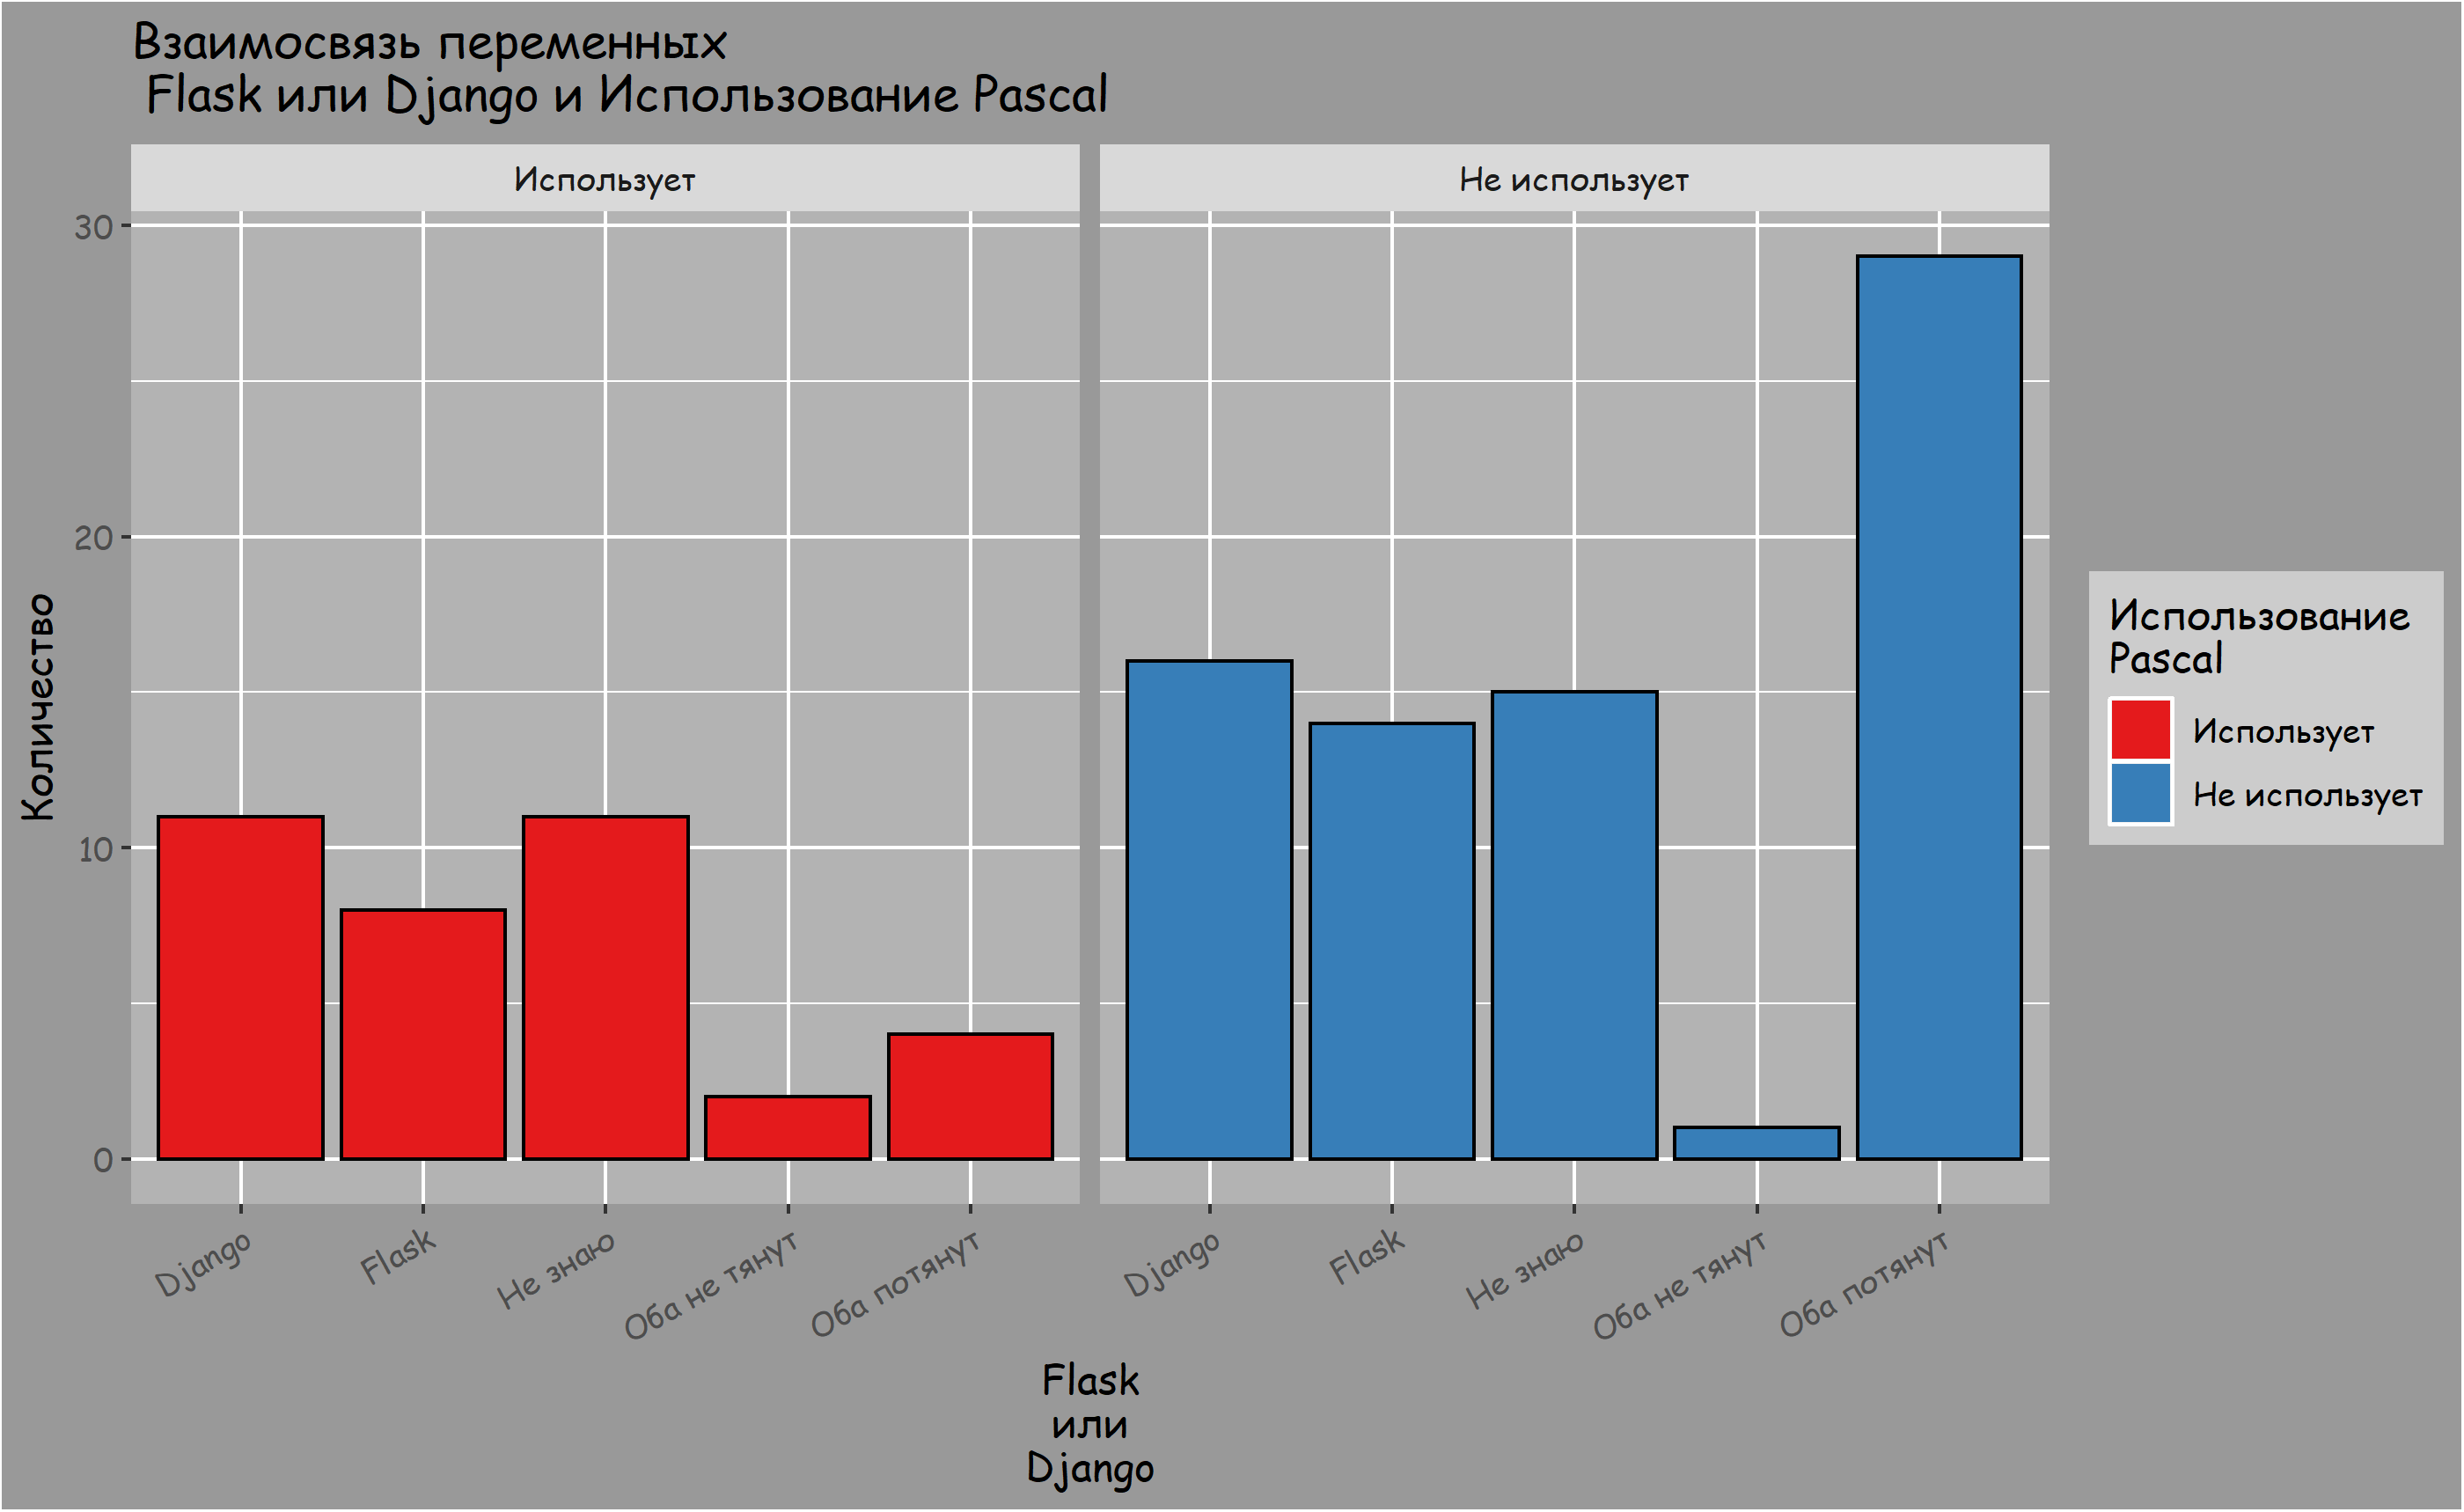 Взаимосвязь переменных
Flask или Django и Использование Pascal
Использует
Не использует
30
20
10
0
Количество
Django
Flask
Не знаю
Оба не тянут
Оба потянут
Django
Flask
Не знаю
Оба не тянут
Оба потянут
Flask
или
Django
Использование
Pascal
Использует
Не использует